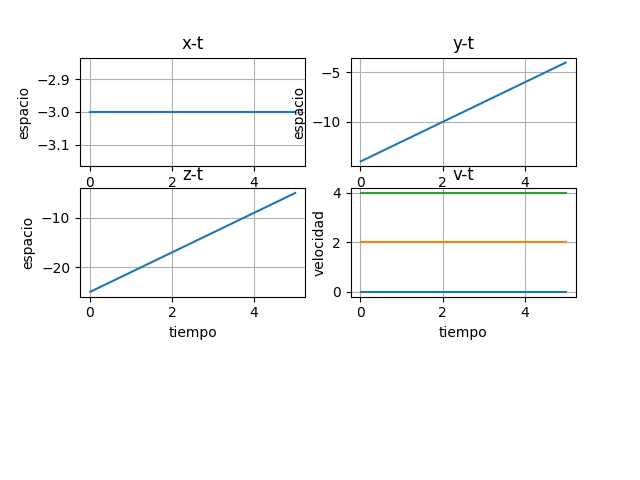 x-t
espacio
−2.9
−3.0
−3.1
0
2
4
y-t
espacio
−5
−10
0
2
4
z-t
espacio
−10
−20
0
2
4
tiempo
v-t
velocidad
4
2
0
0
2
4
tiempo